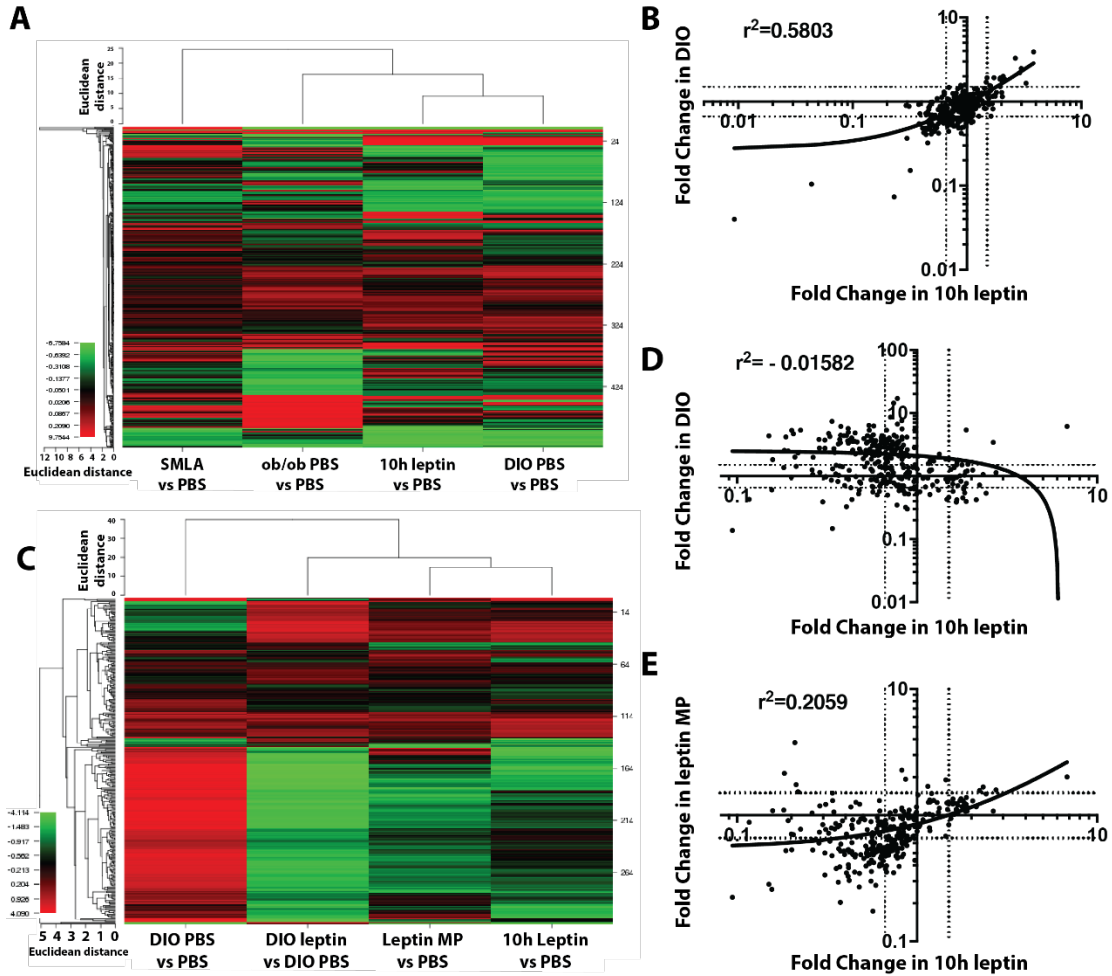 A
Euclidean
distance
25
20
15
10
5
0
24
124
224
324
424
-0.6392
-0.3108
-0.1377
-0.0501
0.0206
0.0867
0.2090
9.7544
12 10 8 6 4 2 0
Euclidean distance
SMLA
vs PBS
ob/ob PBS
vs PBS
10h leptin
vs PBS
DIO PBS
vs PBS
B
r²=0.5803
Fold Change in DIO
10
0.01
0.1
10
0.1
0.01
Fold Change in 10h leptin
C
Euclidean
distance
40
30
20
10
0
14
64
114
164
214
264
-4.114
-1.483
-0.917
-0.562
0.213
0.204
0.926
4.090
5 4 3 2 1 0
Euclidean distance
DIO PBS
vs PBS
DIO leptin
vs DIO PBS
Leptin MP
vs PBS
10h Leptin
vs PBS
D
r²= - 0.01582
Fold Change in DIO
100
10
0.1
10
0.1
0.01
Fold Change in 10h leptin
E
r²=0.2059
Fold Change in leptin MP
10
0.1
10
0.1
Fold Change in 10h leptin